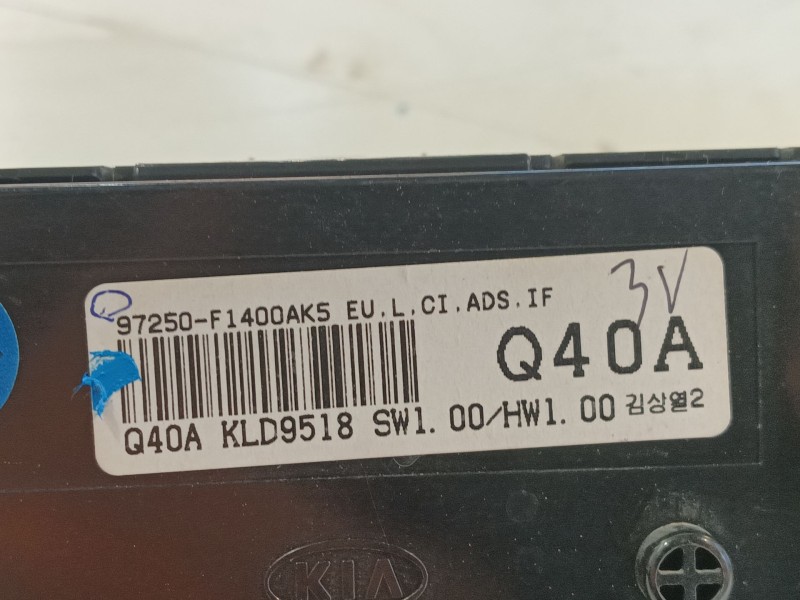 3V
97250-F1400AK5 EU.L.CI.ADS.IF
Q40A
Q40A KLD9518 SW1.00/HW1.00 김상열2
KIA